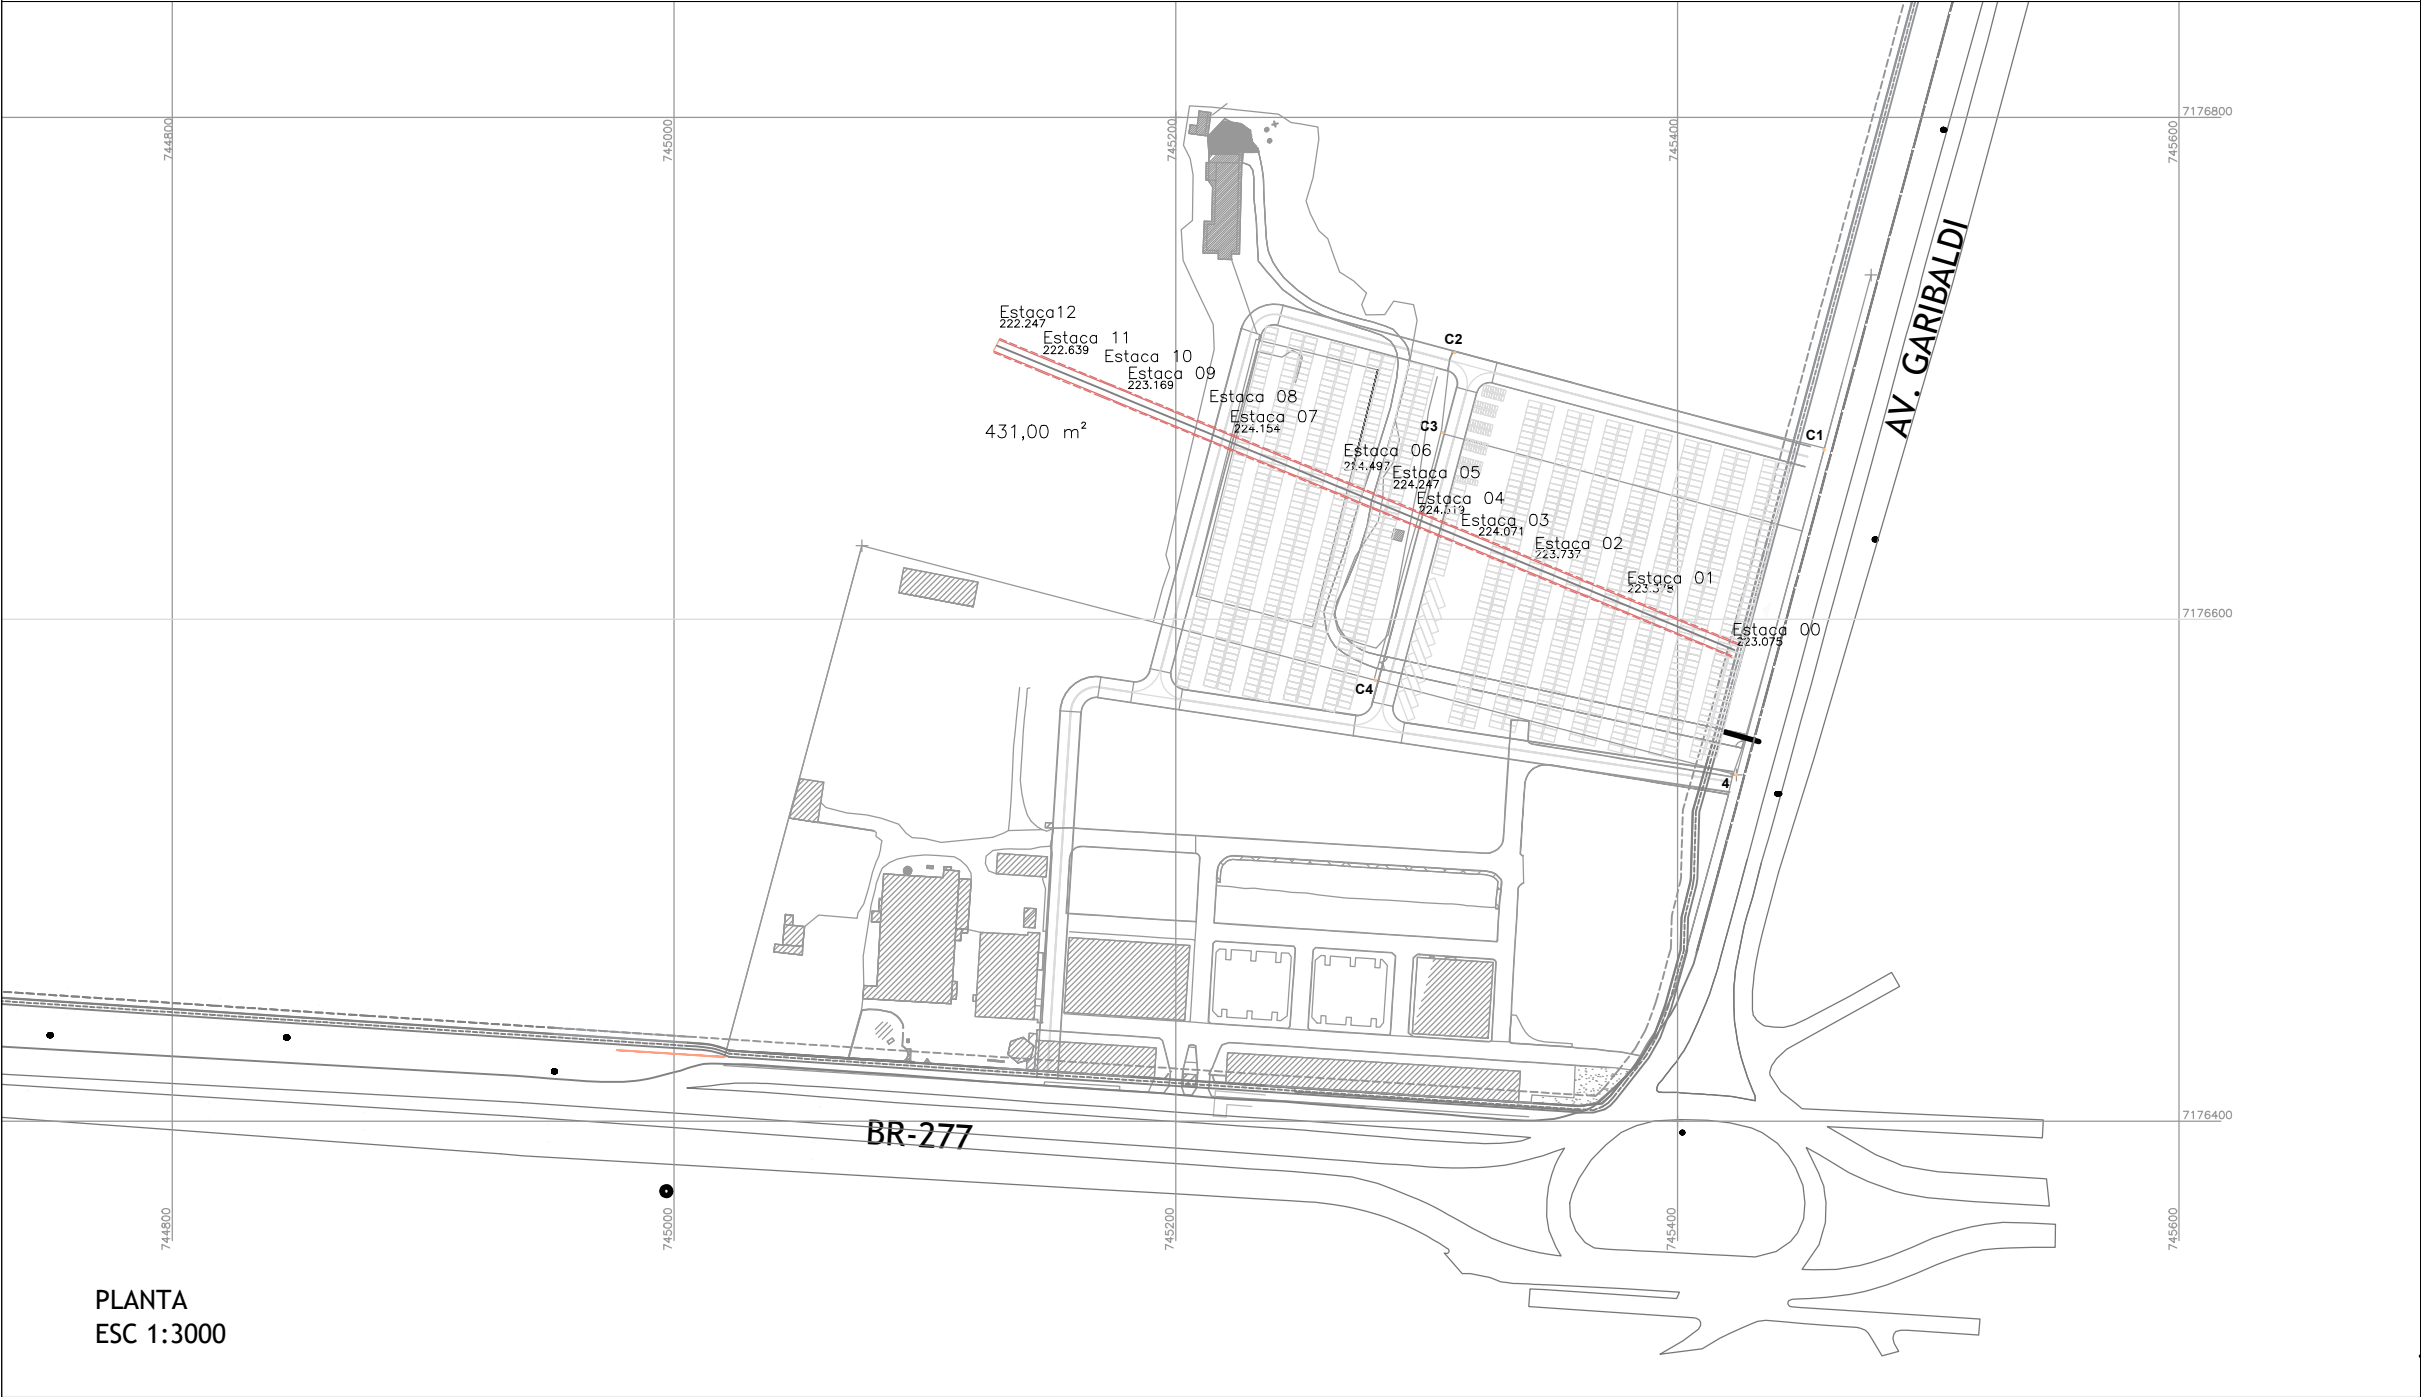 7176800
744800
745000
745200
745400
745600
AV. GARIBALDI
Estaca12
222.247
Estaca 11
222.639
Estaca 10
Estaca 09
223.169
Estaca 08
Estaca 07
224.154
431,00 m²
C2
C3
C1
Estaca 06
Estaca 05
224.247
Estaca 04
Estaca 03
224.071
Estaca 02
223.737
Estaca 01
7176600
Estaca 00
223.075
C4
4
7176400
BR-277
744800
745000
745200
745400
745600
PLANTA
ESC 1:3000